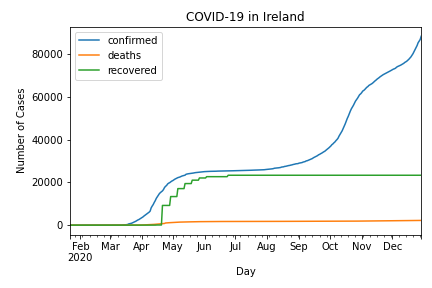 COVID-19 in Ireland
confirmed
deaths
recovered
Number of Cases
80000
60000
40000
20000
0
Feb Mar Apr May Jun Jul Aug Sep Oct Nov Dec
2020
Day